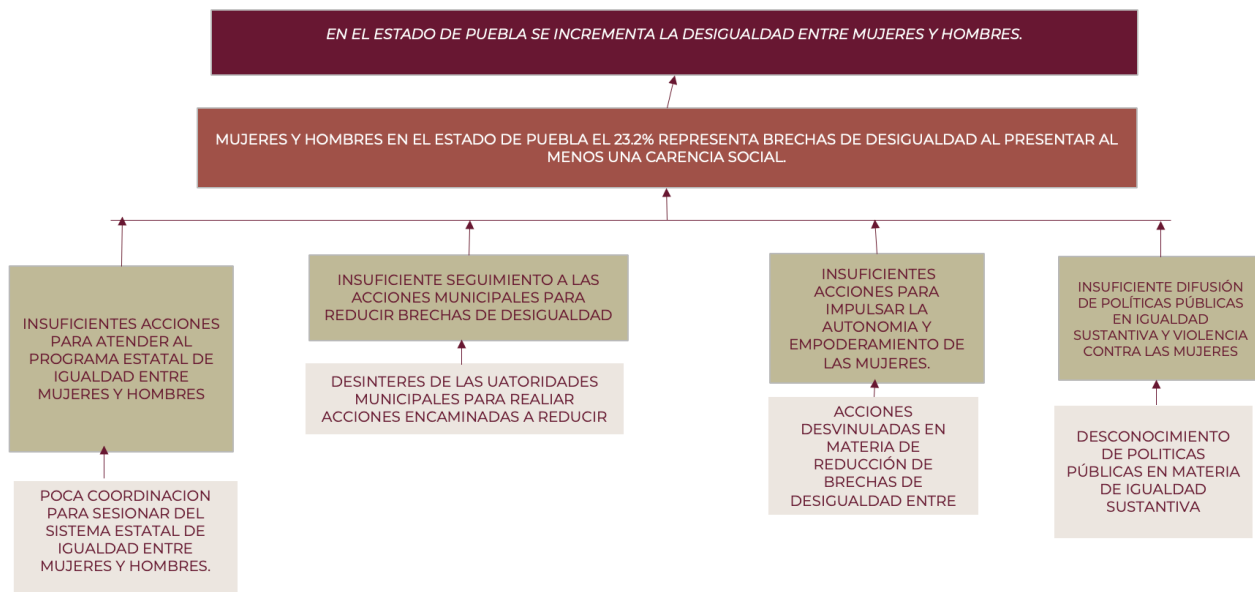 EN EL ESTADO DE PUEBLA SE INCREMENTA LA DESIGUALDAD ENTRE MUJERES Y HOMBRES.
MUJERES Y HOMBRES EN EL ESTADO DE PUEBLA EL 23.2% REPRESENTA BRECHAS DE DESIGUALDAD AL PRESENTAR AL
MENOS UNA CARENCIA SOCIAL.
INSUFICIENTES ACCIONES
PARA ATENDER AL
PROGRAMA ESTATAL DE
IGUALDAD ENTRE
MUJERES Y HOMBRES
POCA COORDINACION
PARA SESIONAR DEL
SISTEMA ESTATAL DE
IGUALDAD ENTRE
MUJERES Y HOMBRES.
INSUFICIENTE SEGUIMIENTO A LAS
ACCIONES MUNICIPALES PARA
REDUCIR BRECHAS DE DESIGUALDAD
DESINTERES DE LAS UATORIDADES
MUNICIPALES PARA REALIAR
ACCIONES ENCAMINADAS A REDUCIR
INSUFICIENTES
ACCIONES PARA
IMPULSAR LA
AUTONOMIA Y
EMPODERAMIENTO DE
LAS MUJERES.
ACCIONES
DESVINULADAS EN
MATERIA DE
REDUCCIÓN DE
BRECHAS DE
DESIGUALDAD ENTRE
INSUFICIENTE DIFUSIÓN
DE POLÍTICAS PÚBLICAS
EN IGUALDAD
SUSTANTIVA Y VIOLENCIA
CONTRA LAS MUJERES
DESCONOCIMIENTO
DE POLITICAS
PÚBLICAS EN MATERIA
DE IGUALDAD
SUSTANTIVA